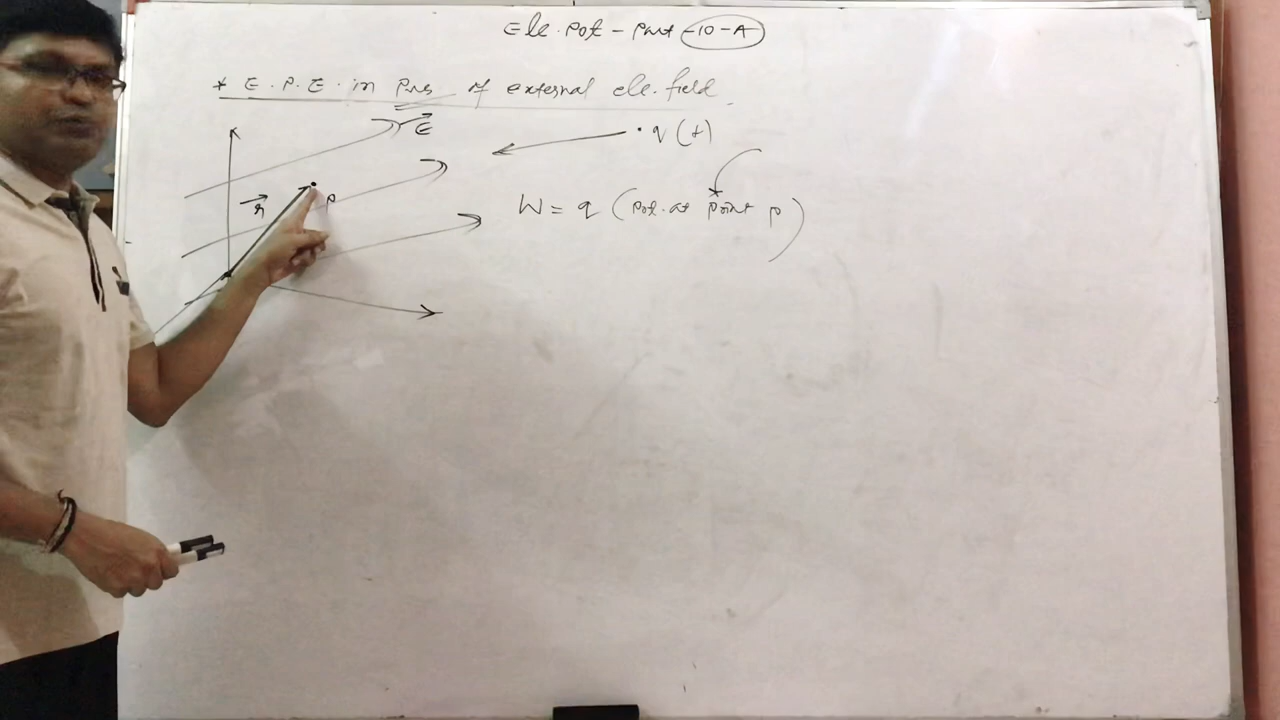 Ele. Pot - Part - 10 - A
* E.P.E. in Pres of external ele. field
E
q (+)
r
P
W = q (Pot. at Point P)